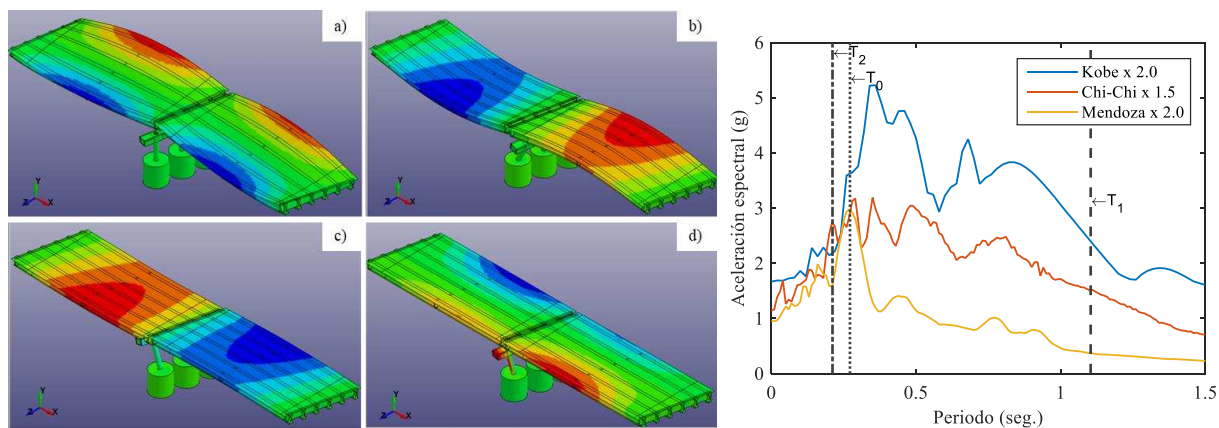 a)
Y
Z
X
b)
Y
Z
X
c)
Y
Z
X
d)
Y
Z
X
Aceleración espectral (g)
6
5
4
3
2
1
0
←T2
←T0
←T1
Kobe x 2.0
Chi-Chi x 1.5
Mendoza x 2.0
0
0.5
1
1.5
Periodo (seg.)